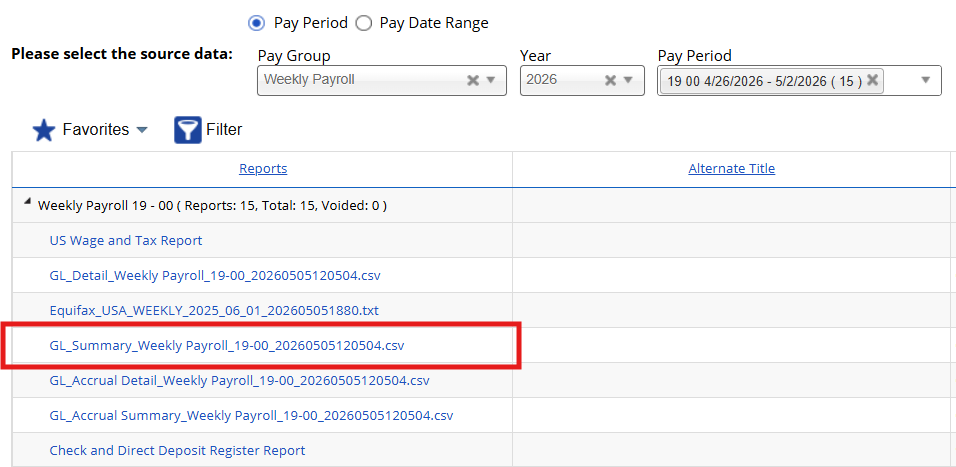 Pay Period Pay Date Range
Please select the source data:
Pay Group Year Pay Period
Weekly Payroll 2026 19 00 4/26/2026 - 5/2/2026 ( 15 )
Favorites Filter
Reports Alternate Title
Weekly Payroll 19 - 00 ( Reports: 15, Total: 15, Voided: 0 )
US Wage and Tax Report
GL_Detail_Weekly Payroll_19-00_20260505120504.csv
Equifax_USA_WEEKLY_2025_06_01_202605051880.txt
GL_Summary_Weekly Payroll_19-00_20260505120504.csv
GL_Accrual Detail_Weekly Payroll_19-00_20260505120504.csv
GL_Accrual Summary_Weekly Payroll_19-00_20260505120504.csv
Check and Direct Deposit Register Report